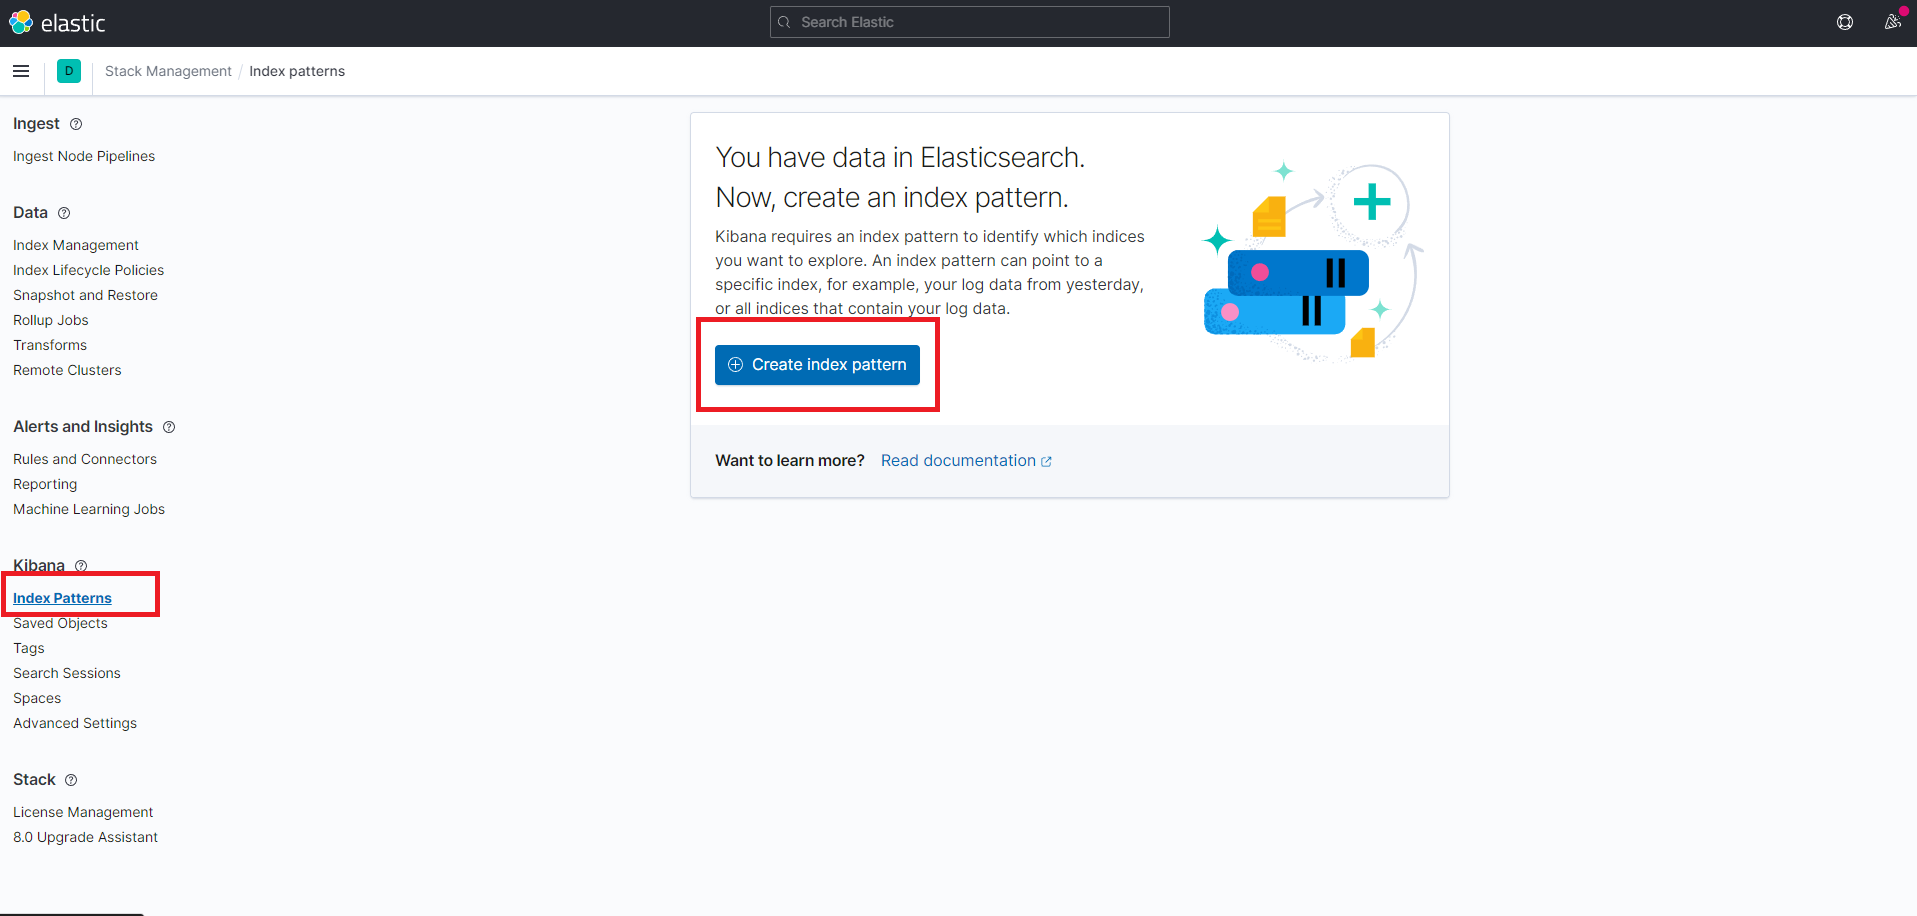 elastic
Search Elastic
D
Stack Management / Index patterns
Ingest
Ingest Node Pipelines
Data
Index Management
Index Lifecycle Policies
Snapshot and Restore
Rollup Jobs
Transforms
Remote Clusters
Alerts and Insights
Rules and Connectors
Reporting
Machine Learning Jobs
Kibana
Index Patterns
Saved Objects
Tags
Search Sessions
Spaces
Advanced Settings
Stack
License Management
8.0 Upgrade Assistant
You have data in Elasticsearch.
Now, create an index pattern.
Kibana requires an index pattern to identify which indices
you want to explore. An index pattern can point to a
specific index, for example, your log data from yesterday,
or all indices that contain your log data.
Create index pattern
Want to learn more? Read documentation